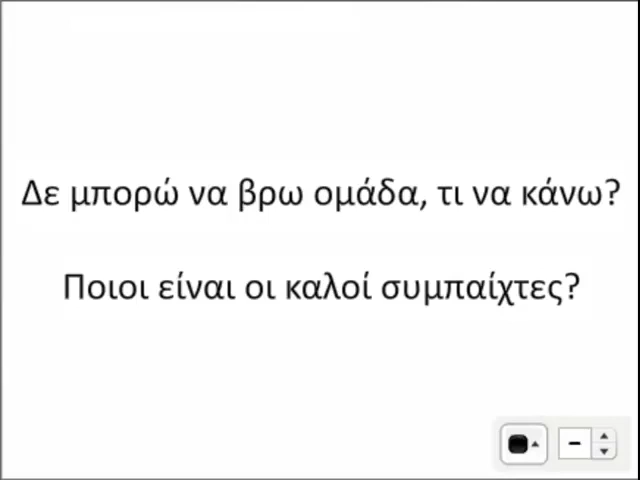 Δε μπορώ να βρω ομάδα, τι να κάνω?
Ποιοι είναι οι καλοί συμπαίχτες?